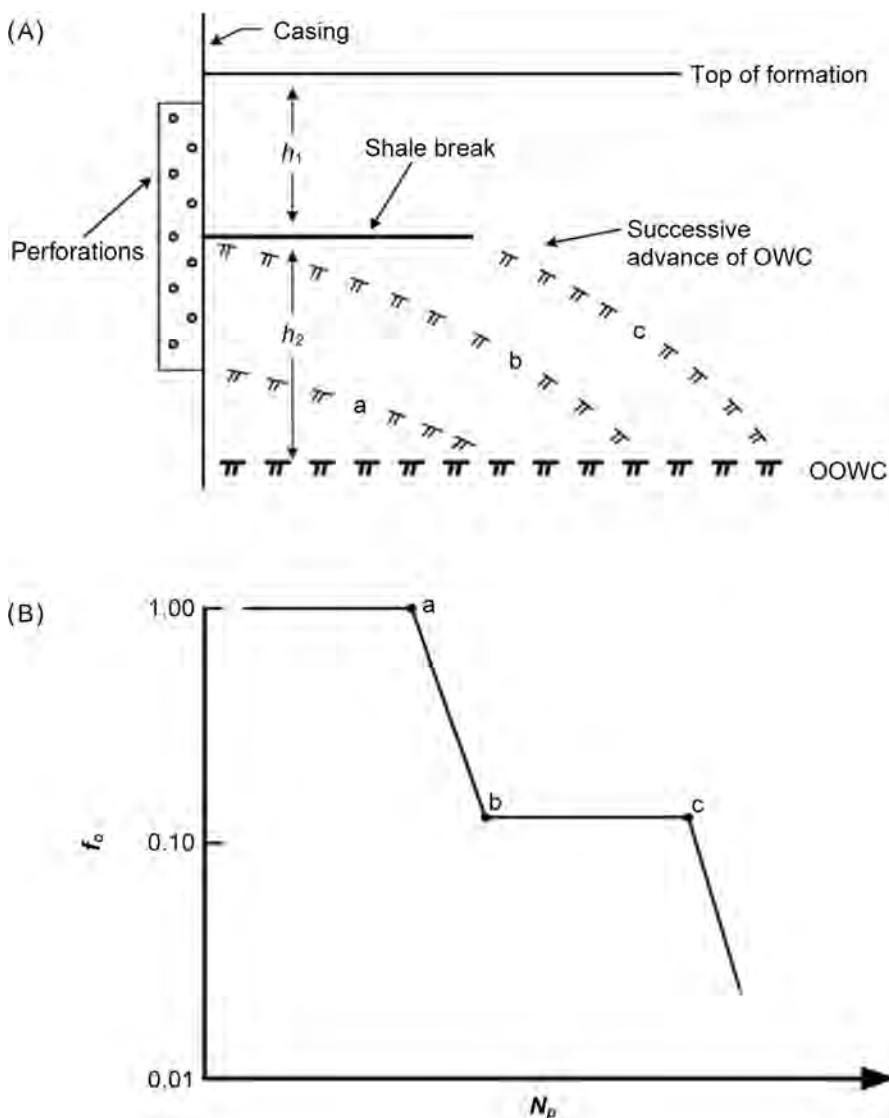 (A)
Casing
Top of formation
h1
Shale break
Perforations
Successive
advance of OWC
c
h2
b
a
OOWC
(B)
1.00
a
b
c
fo
0.10
0.01
Np